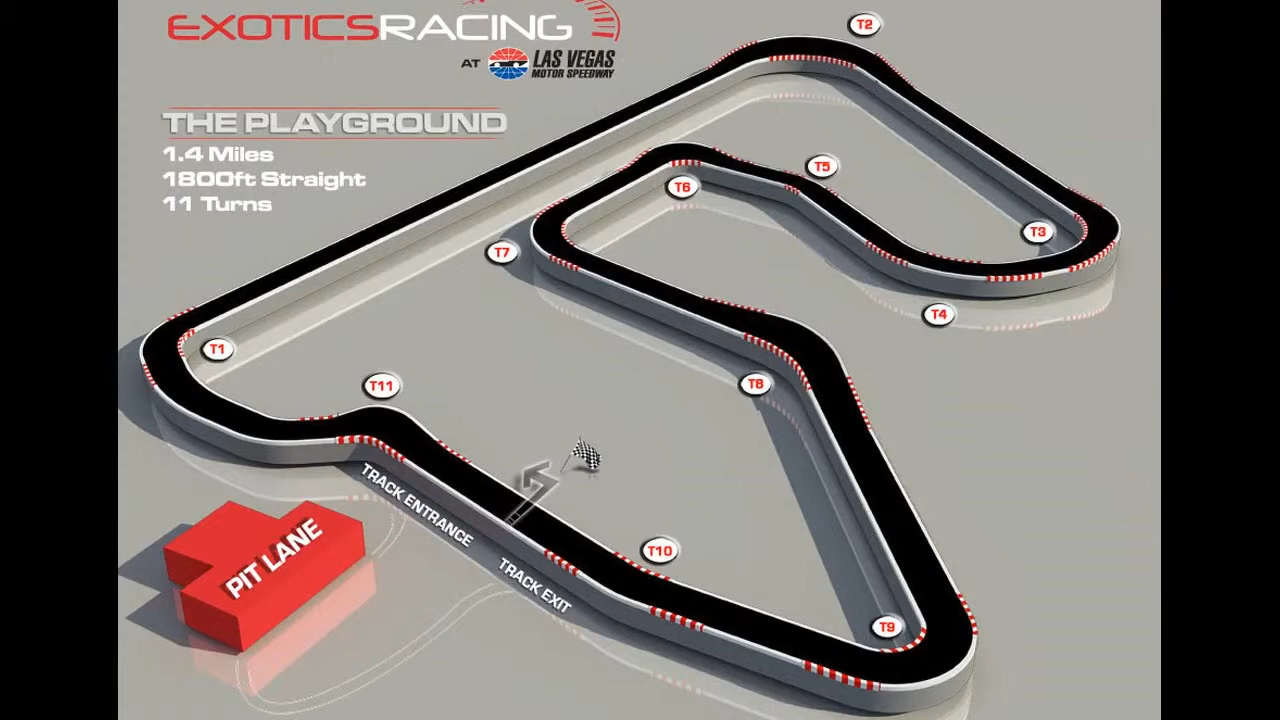 EXOTICSRACING
AT LAS VEGAS
MOTOR SPEEDWAY
THE PLAYGROUND
1.4 Miles
1800ft Straight
11 Turns
T2
T5
T6
T3
T7
T4
T1
T11
T8
TRACK ENTRANCE
PIT LANE
T10
TRACK EXIT
T9